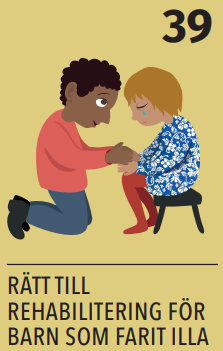 39
RÄTT TILL
REHABILITERING FÖR
BARN SOM FARIT ILLA